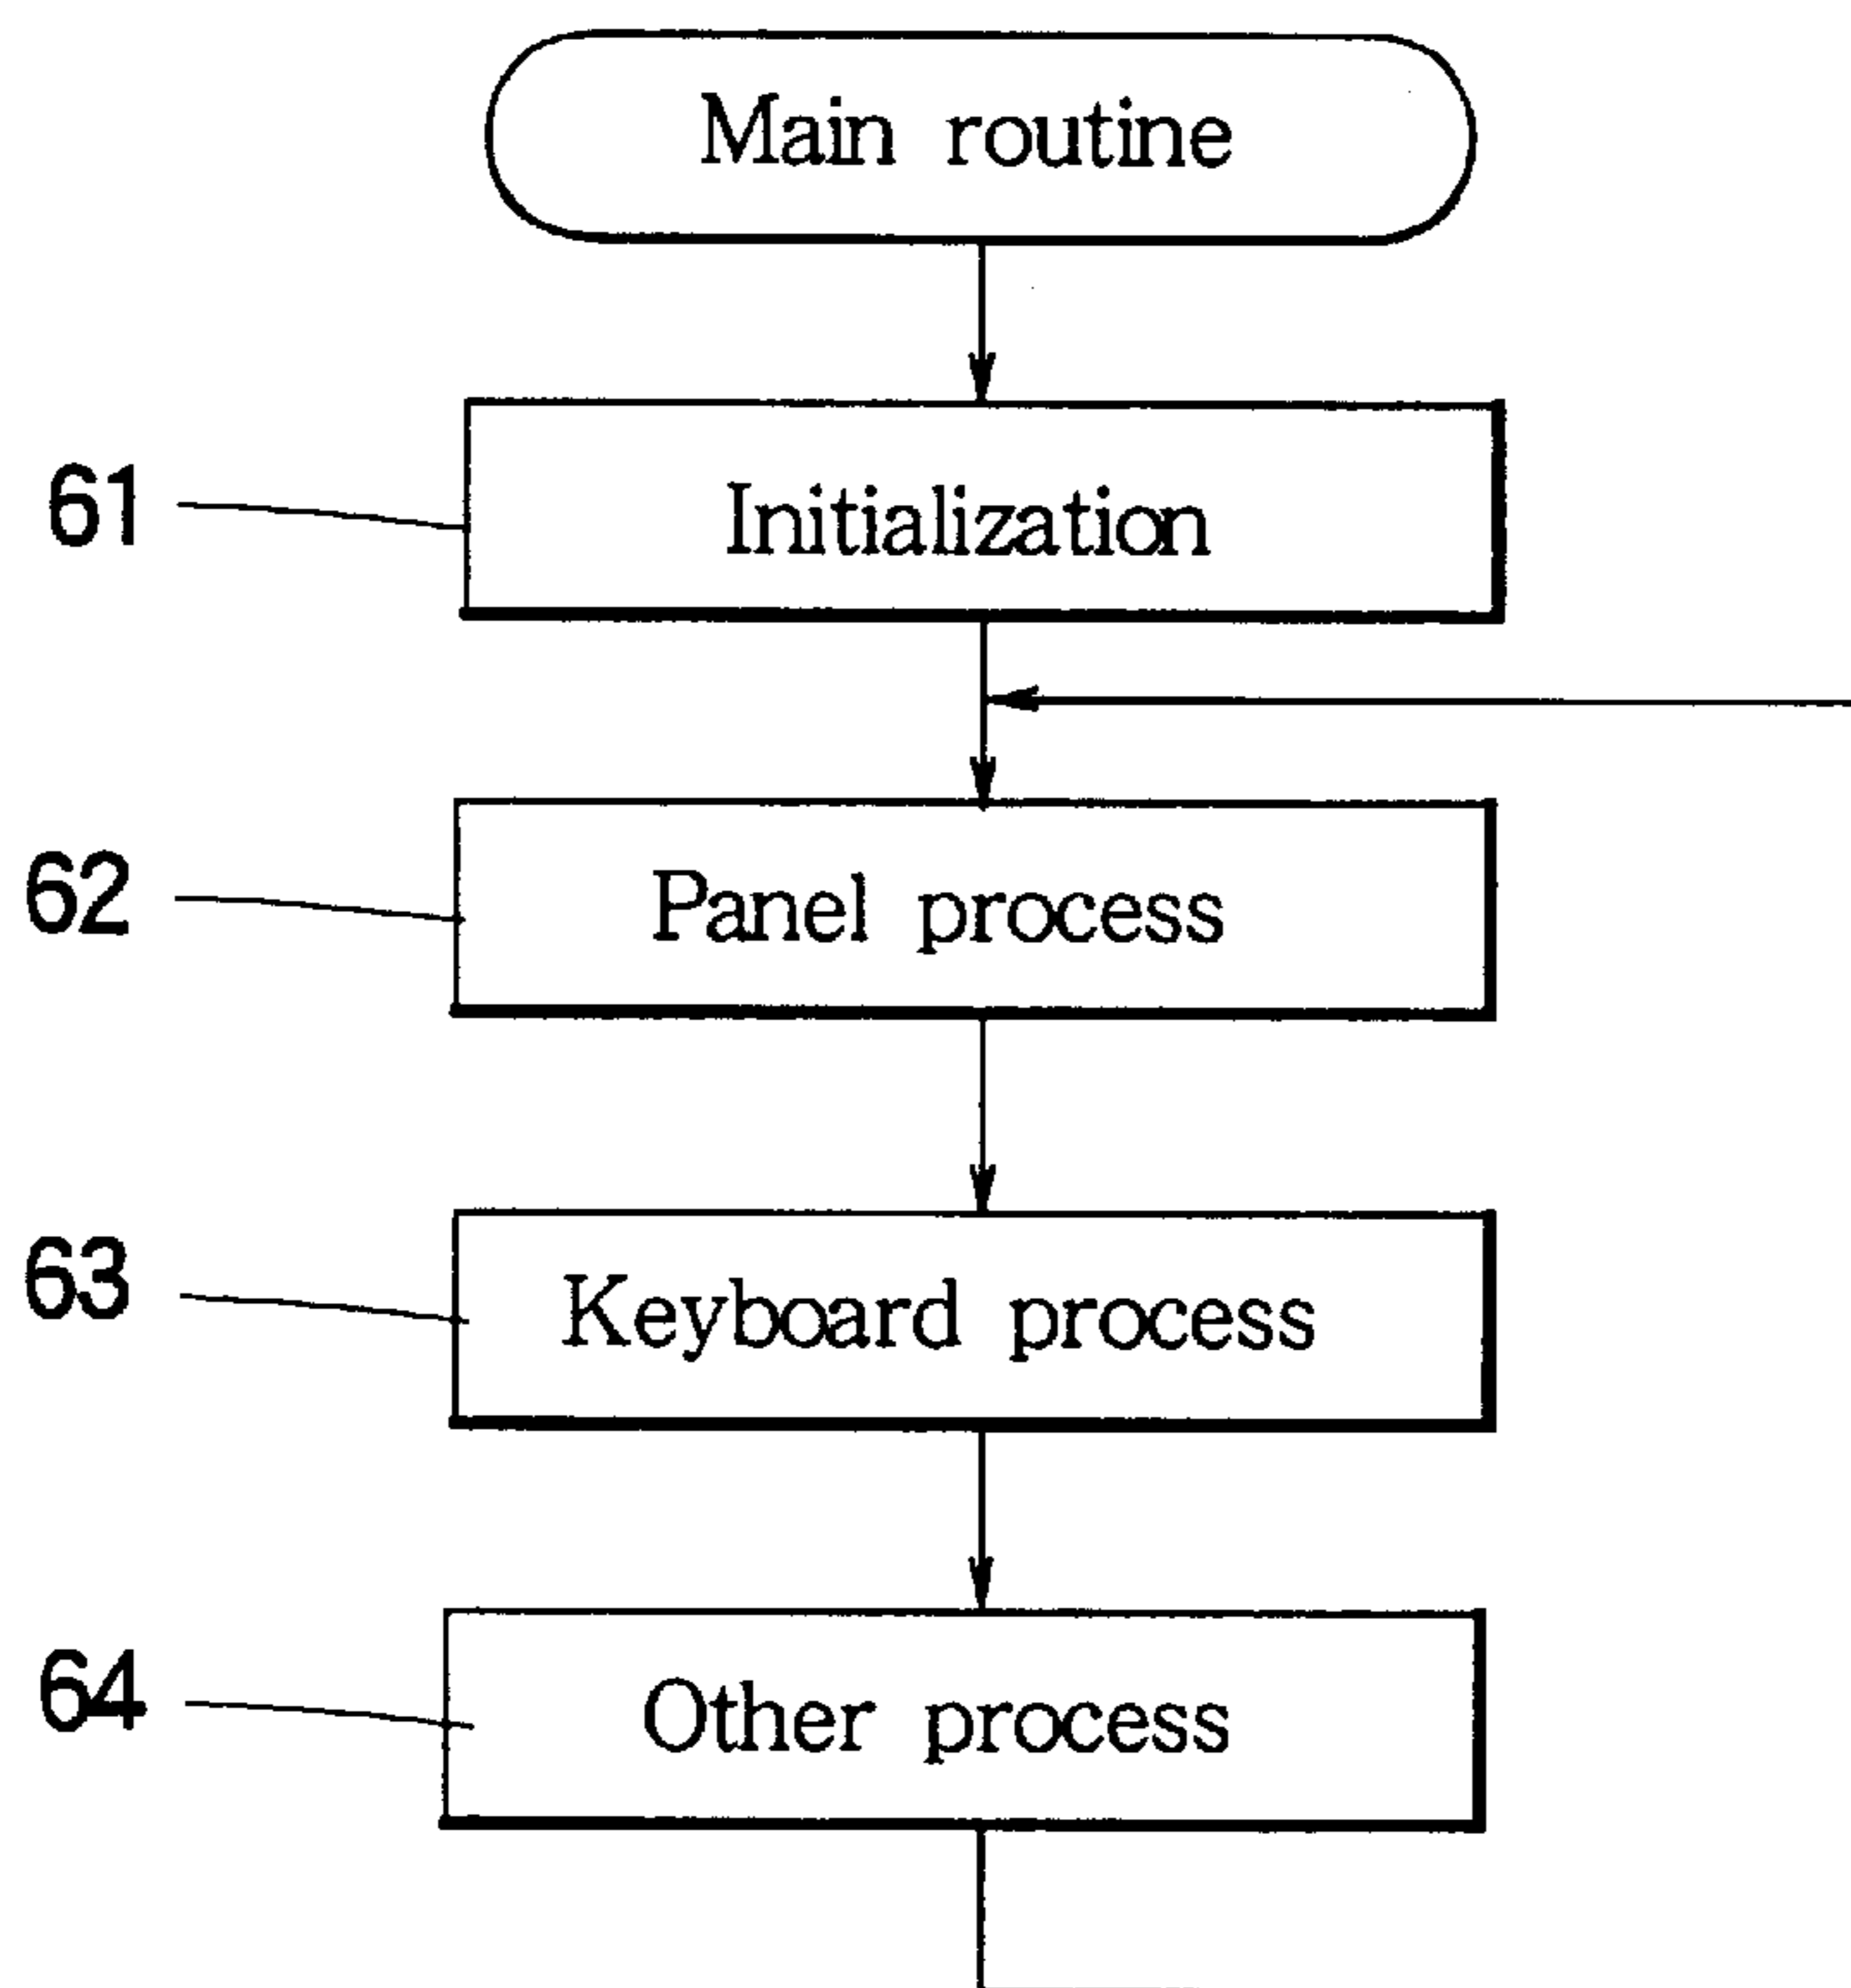 Main routine
61
Initialization
62
Panel process
63
Keyboard process
64
Other process